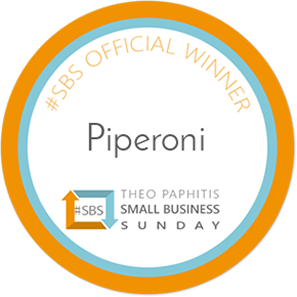 #SBS OFFICIAL WINNER
Piperoni
#SBS
THEO PAPHITIS
SMALL BUSINESS
SUNDAY